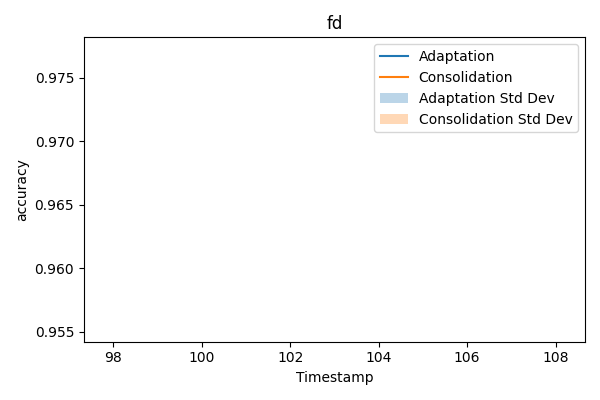 fd
Adaptation
Consolidation
Adaptation Std Dev
Consolidation Std Dev
accuracy
0.975
0.970
0.965
0.960
0.955
98 100 102 104 106 108
Timestamp